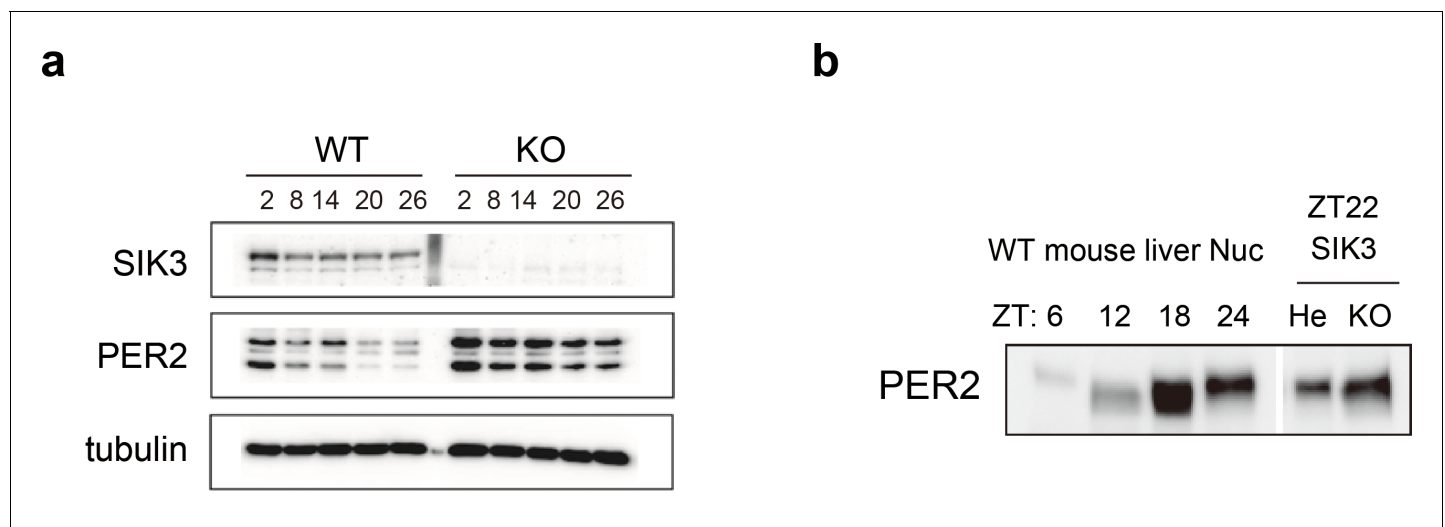 a
WT KO
2 8 14 20 26 2 8 14 20 26
SIK3
PER2
tubulin
b
ZT22
WT mouse liver Nuc SIK3
ZT: 6 12 18 24 He KO
PER2